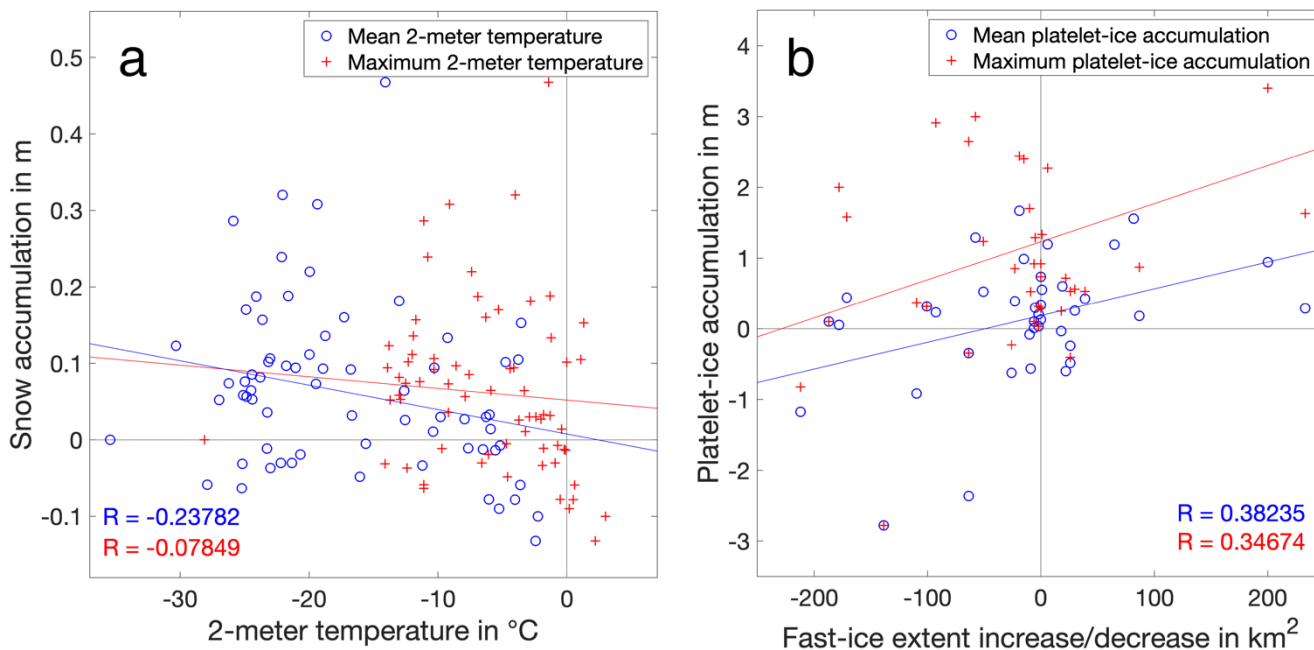 a
Mean 2-meter temperature
Maximum 2-meter temperature
0.5
0.4
0.3
0.2
0.1
0
-0.1
Snow accumulation in m
R = -0.23782
R = -0.07849
-30
-20
-10
0
2-meter temperature in °C
b
Mean platelet-ice accumulation
Maximum platelet-ice accumulation
4
3
2
1
0
-1
-2
-3
Platelet-ice accumulation in m
R = 0.38235
R = 0.34674
-200
-100
0
100
200
Fast-ice extent increase/decrease in km²